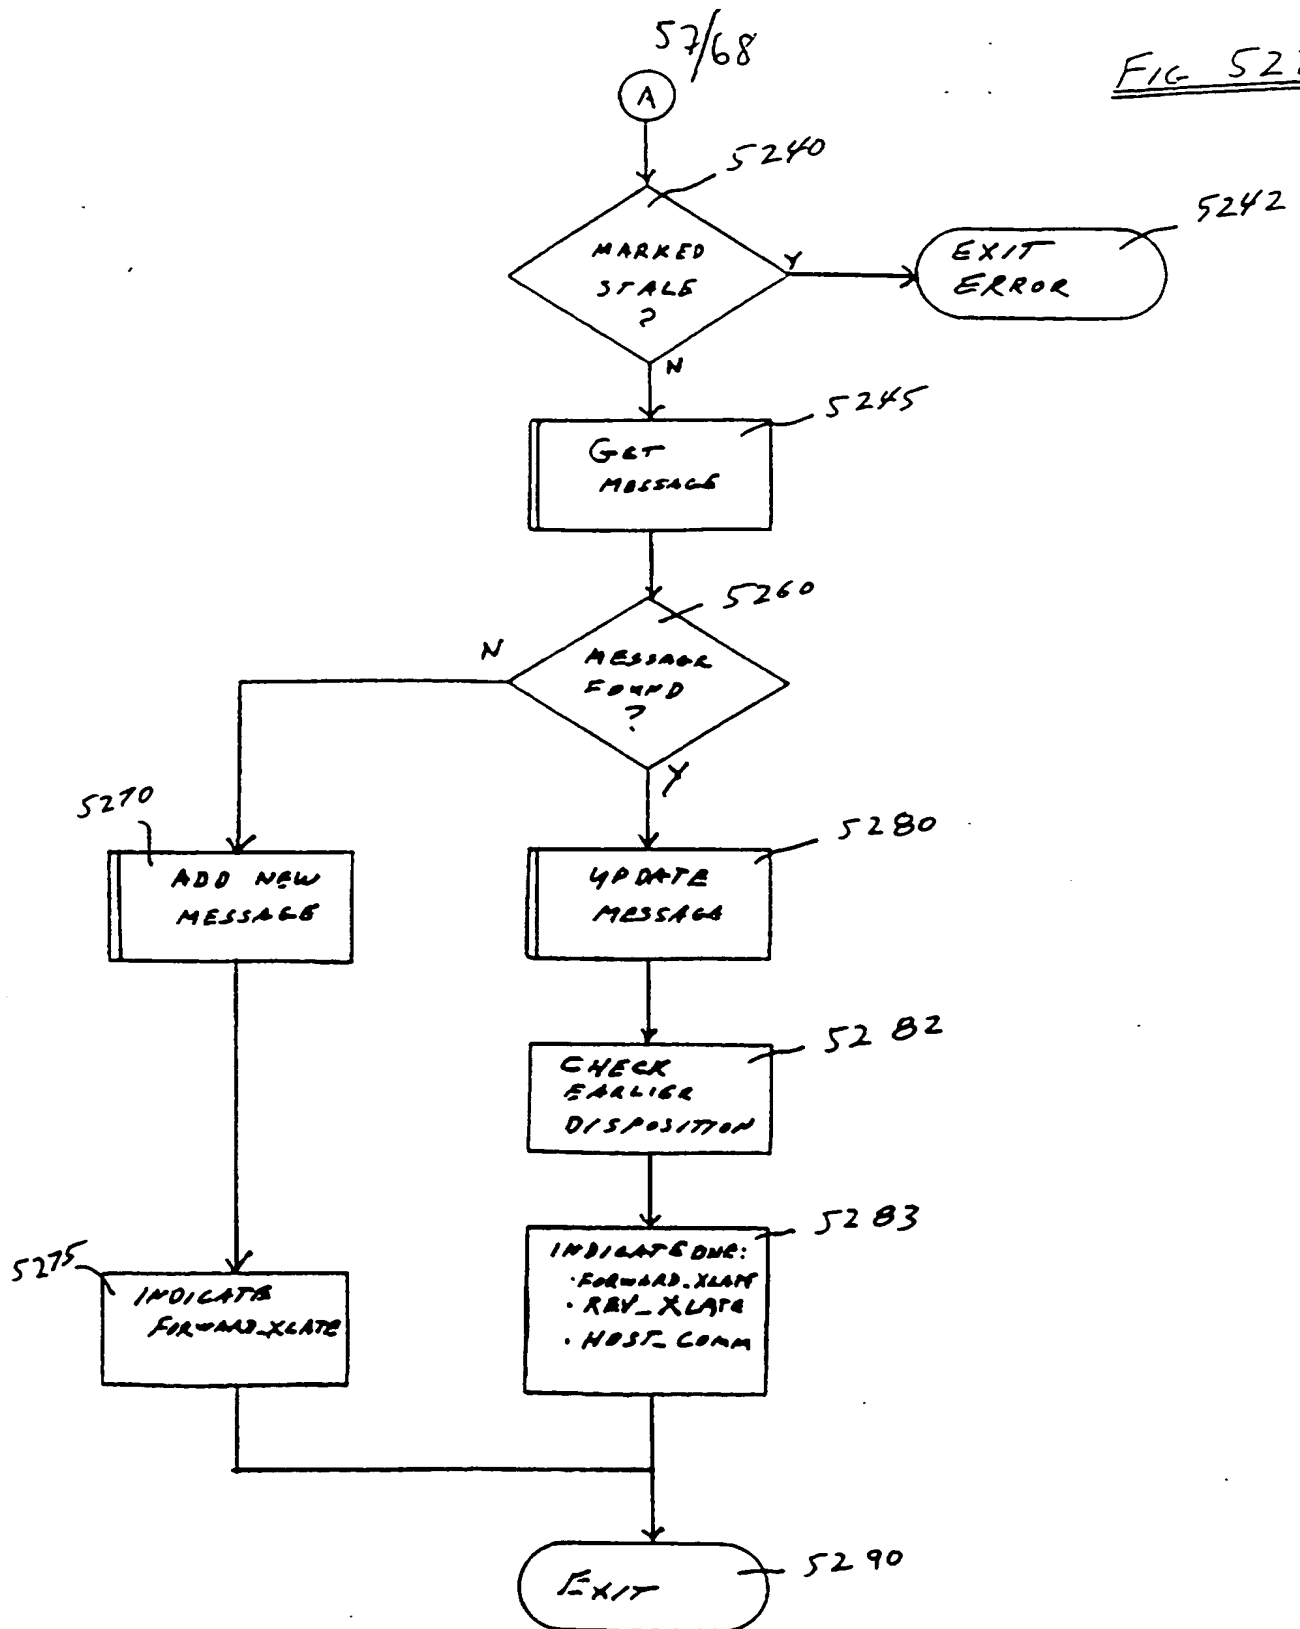 57/68
FIG 52
A
5240
MARKED
STALE
?
Y
5242
EXIT
ERROR
N
5245
GET
MESSAGE
5260
N
MESSAGE
FOUND
?
Y
5270
ADD NEW
MESSAGE
5280
UPDATE
MESSAGE
5282
CHECK
EARLIER
DISPOSITION
5283
INDICATE ONE:
· FORWARD_XLATE
· REV_XLATE
· HOST_COMM
5275
INDICATE
FORWARD_XLATE
5290
EXIT